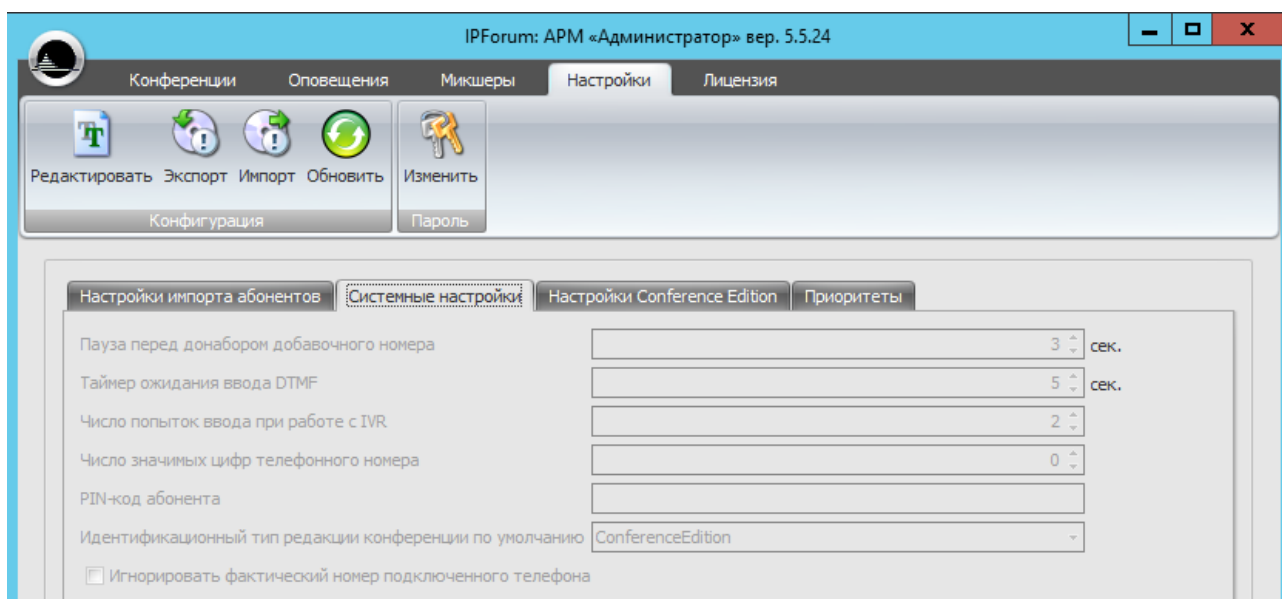 IPForum: АРМ «Администратор» вер. 5.5.24
Конференции Оповещения Микшеры Настройки Лицензия
Редактировать Экспорт Импорт Обновить Изменить
Конфигурация Пароль
Настройки импорта абонентов Системные настройки Настройки Conference Edition Приоритеты
Пауза перед донабором добавочного номера 3 сек.
Таймер ожидания ввода DTMF 5 сек.
Число попыток ввода при работе с IVR 2
Число значимых цифр телефонного номера 0
PIN-код абонента
Идентификационный тип редакции конференции по умолчанию ConferenceEdition
Игнорировать фактический номер подключенного телефона